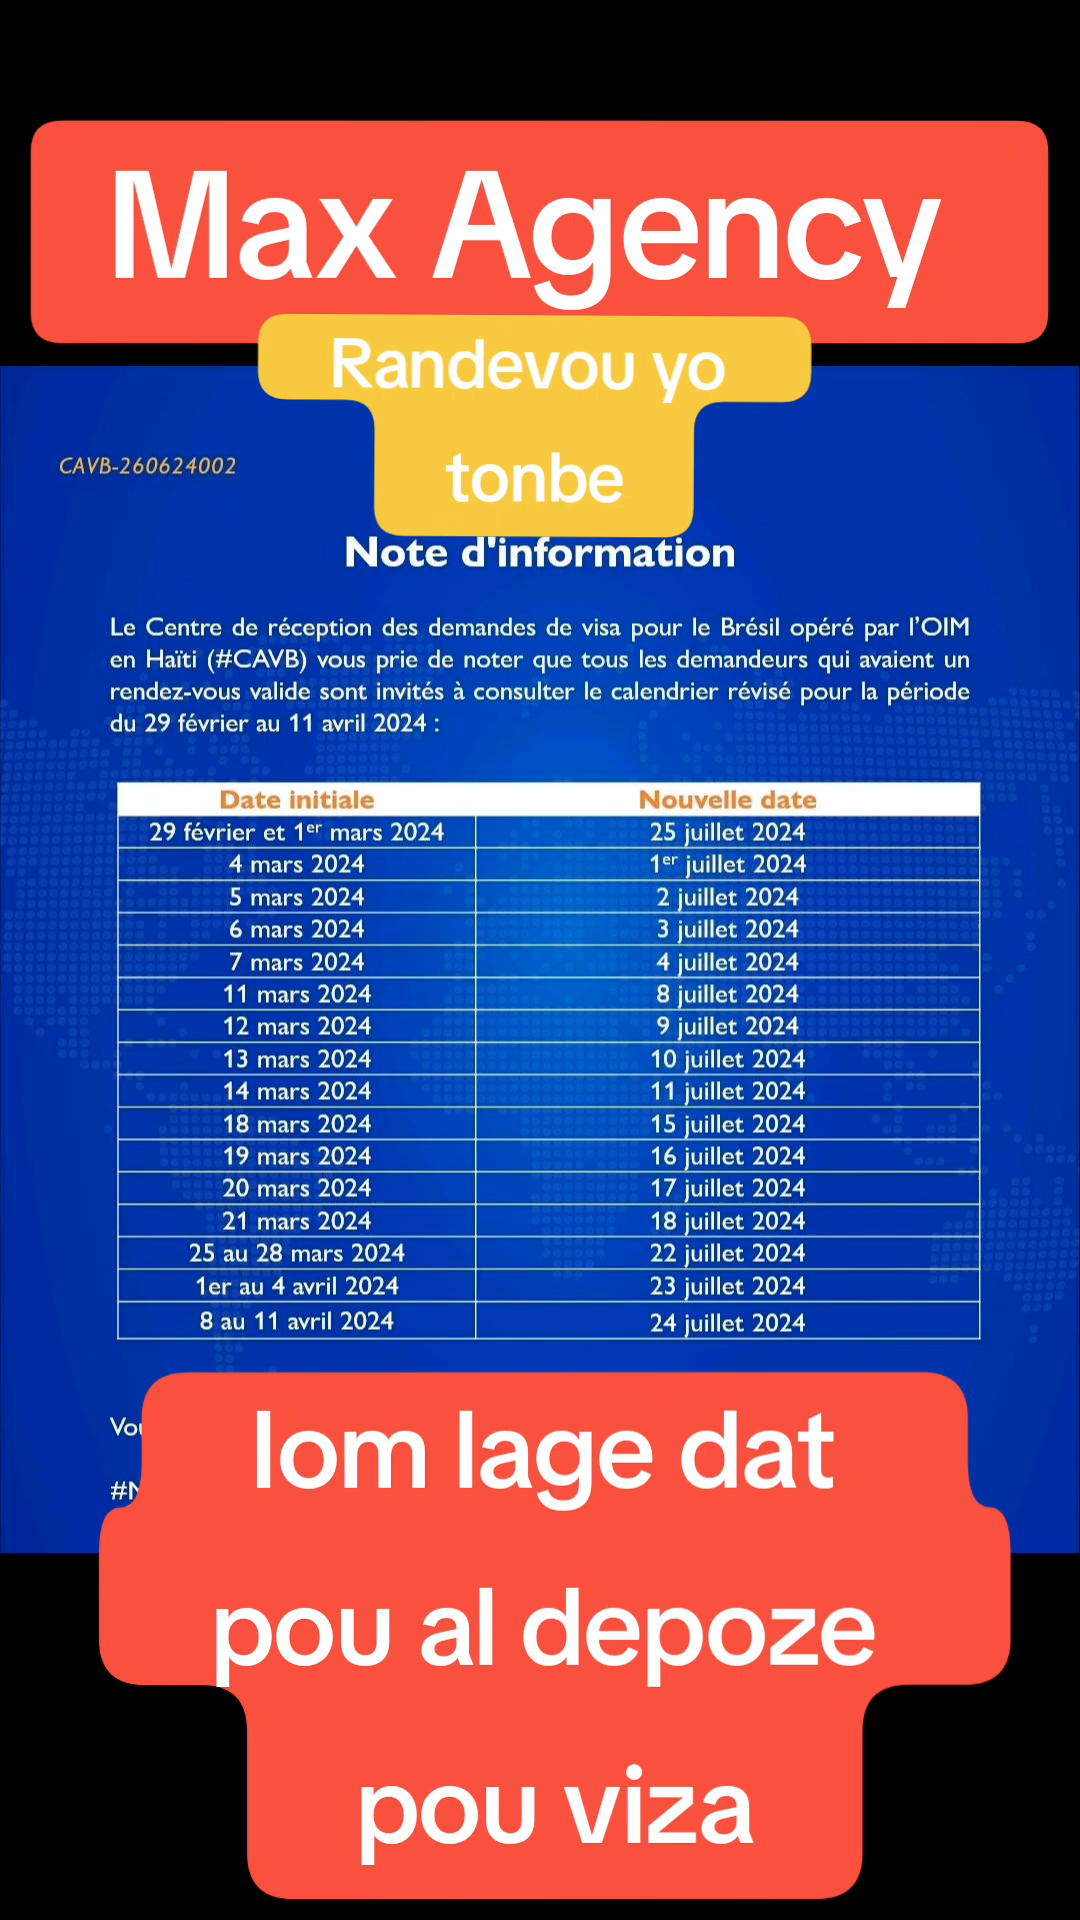 Max Agency
Randevou yo
tonbe
CAVB-260624002
Note d'information
Le Centre de réception des demandes de visa pour le Brésil opéré par l'OIM
en Haïti (#CAVB) vous prie de noter que tous les demandeurs qui avaient un
rendez-vous valide sont invités à consulter le calendrier révisé pour la période
du 29 février au 11 avril 2024 :
Date initiale Nouvelle date
29 février et 1er mars 2024 25 juillet 2024
4 mars 2024 1er juillet 2024
5 mars 2024 2 juillet 2024
6 mars 2024 3 juillet 2024
7 mars 2024 4 juillet 2024
11 mars 2024 8 juillet 2024
12 mars 2024 9 juillet 2024
13 mars 2024 10 juillet 2024
14 mars 2024 11 juillet 2024
18 mars 2024 15 juillet 2024
19 mars 2024 16 juillet 2024
20 mars 2024 17 juillet 2024
21 mars 2024 18 juillet 2024
25 au 28 mars 2024 22 juillet 2024
1er au 4 avril 2024 23 juillet 2024
8 au 11 avril 2024 24 juillet 2024
Iom lage dat
pou al depoze
pou viza